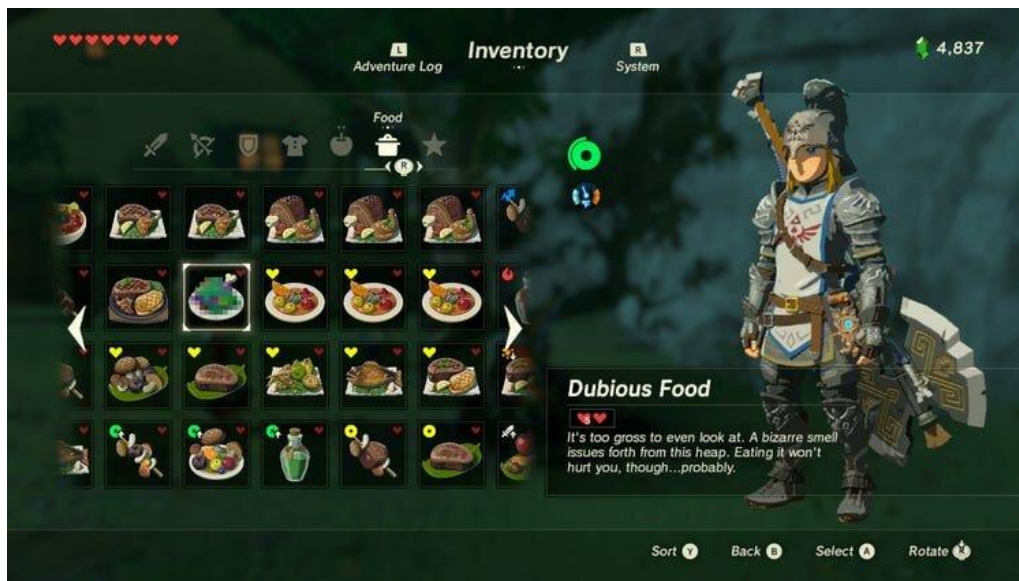 L
Adventure Log
Inventory
R
System
4,837
Food
R
Dubious Food
It's too gross to even look at. A bizarre smell
issues forth from this heap. Eating it won't
hurt you, though...probably.
Sort Y
Back B
Select A
Rotate R